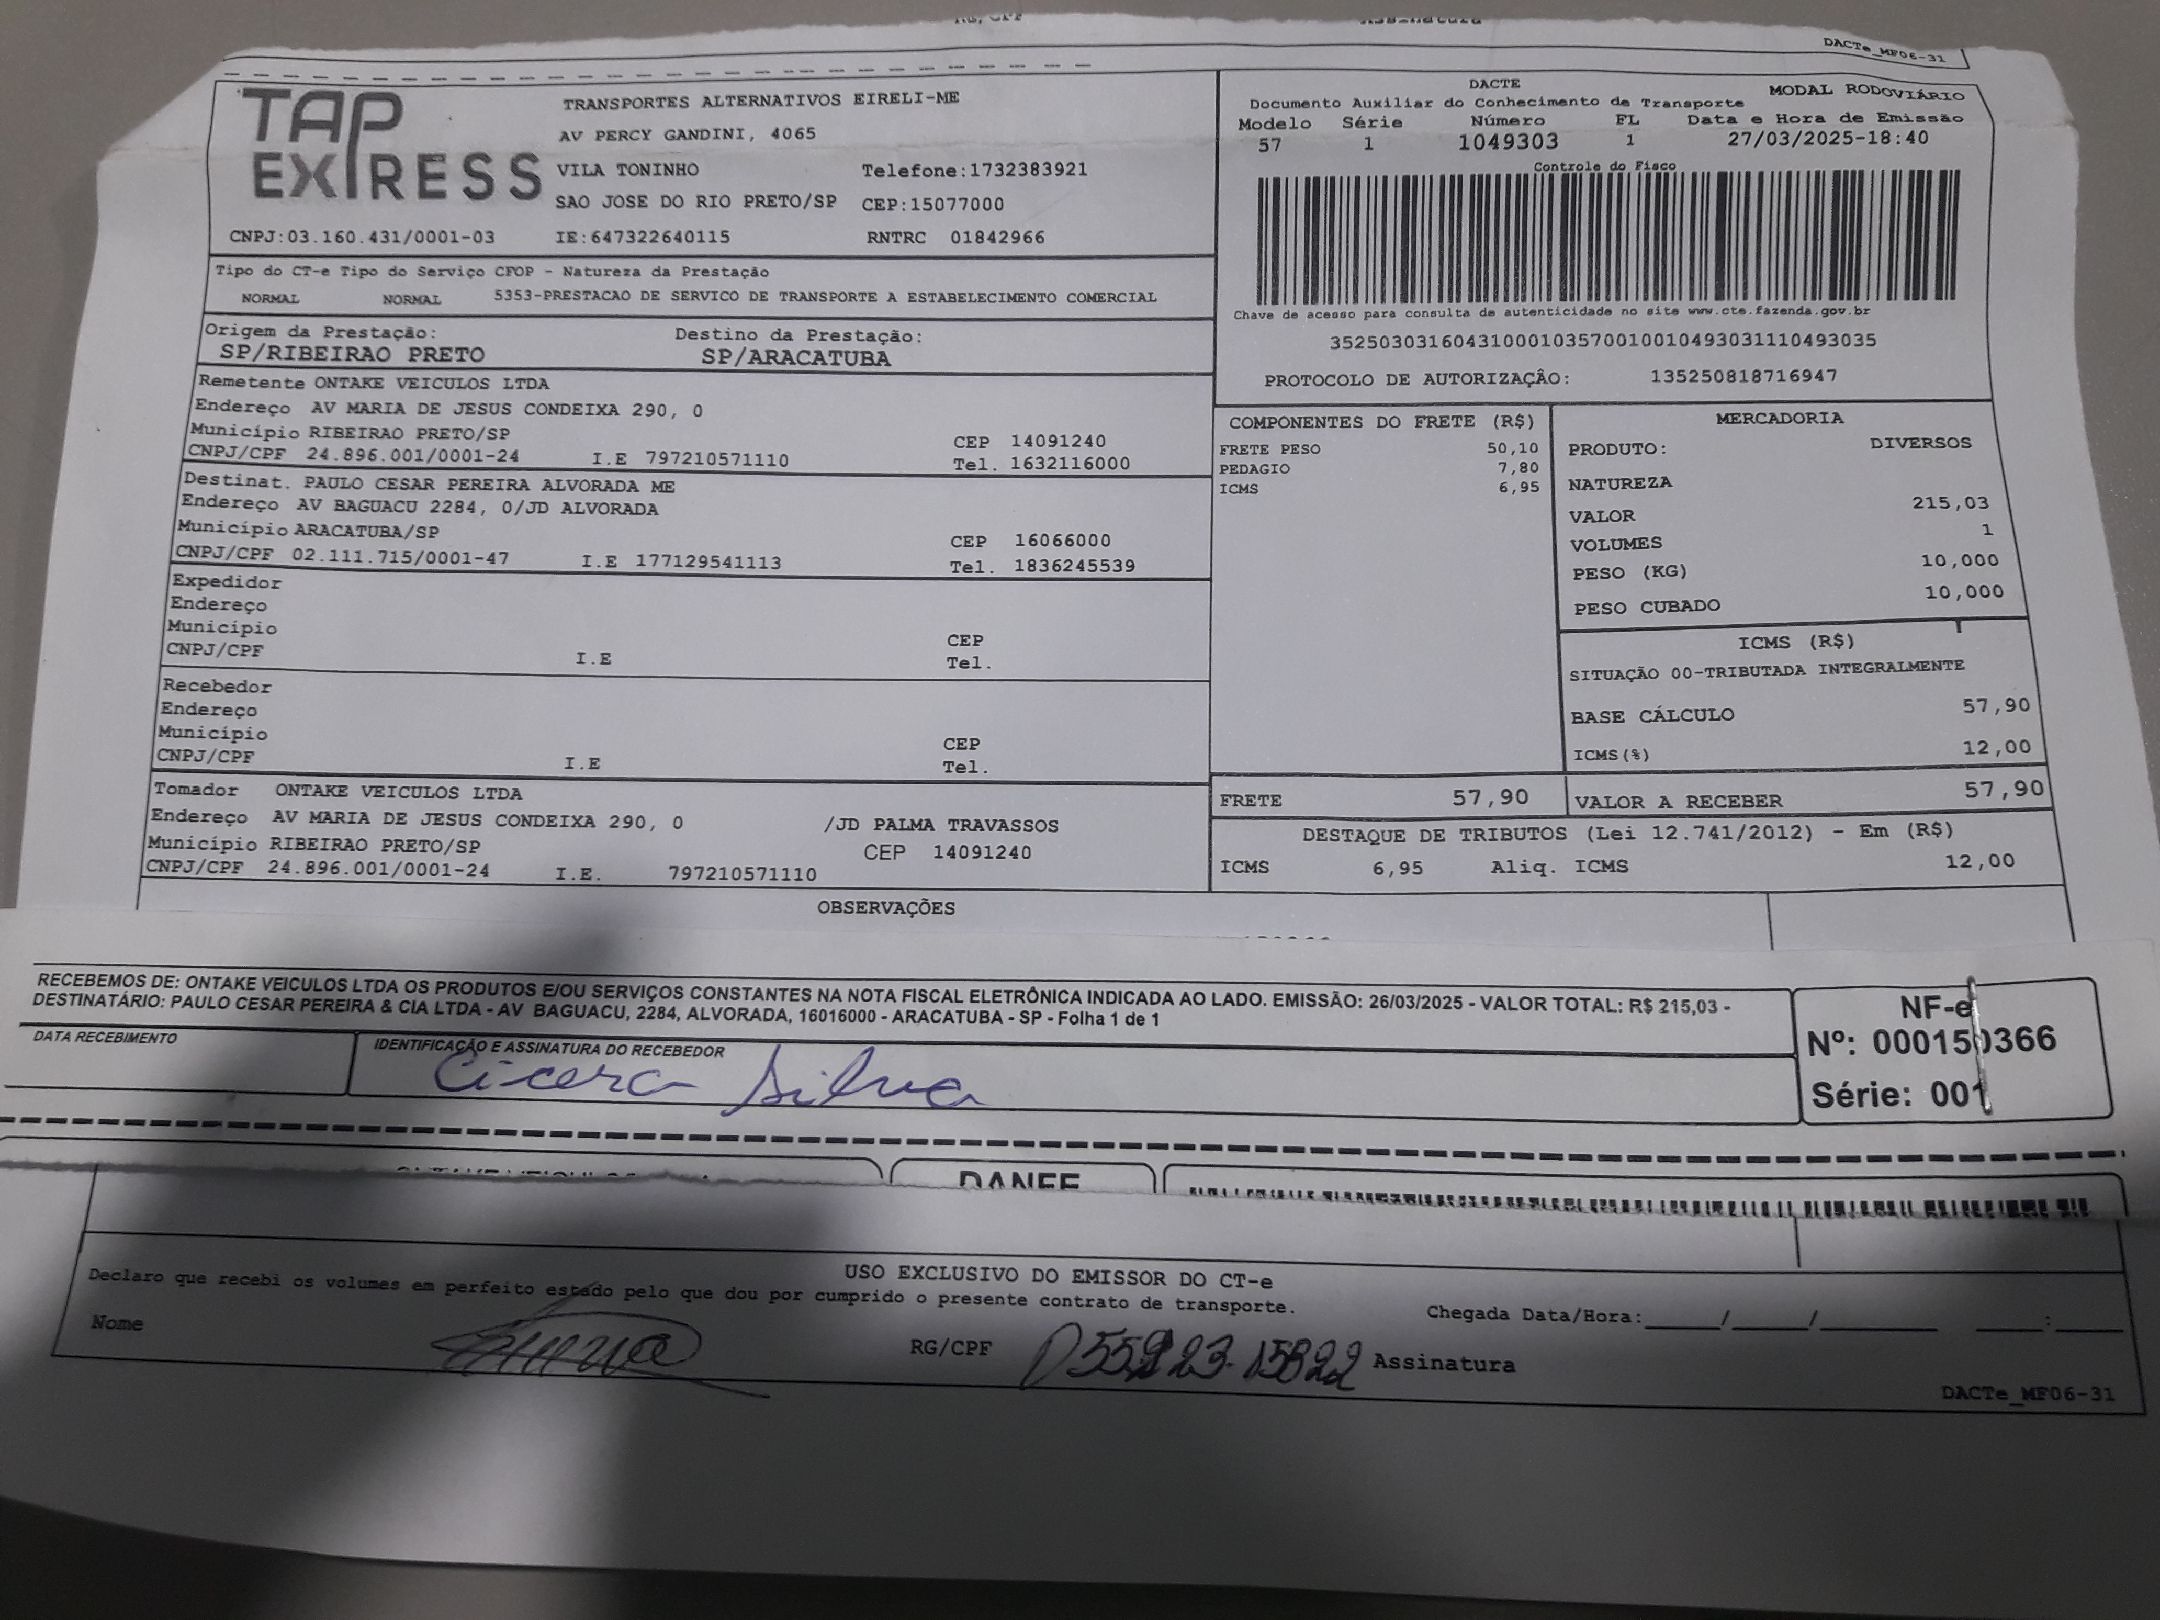 DACTe_MF06-31
TAP EXPRESS
TRANSPORTES ALTERNATIVOS EIRELI-ME
AV PERCY GANDINI, 4065
VILA TONINHO Telefone:1732383921
SAO JOSE DO RIO PRETO/SP CEP:15077000
CNPJ:03.160.431/0001-03 IE:647322640115 RNTRC 01842966
DACTE MODAL RODOVIÁRIO
Documento Auxiliar do Conhecimento de Transporte
Modelo Série Número FL Data e Hora de Emissão
57 1 1049303 1 27/03/2025-18:40
Controle do Fisco
Chave de acesso para consulta de autenticidade no site www.cte.fazenda.gov.br
35250303160431000103570010010493031110493035
PROTOCOLO DE AUTORIZAÇÂO: 135250818716947
Tipo do CT-e Tipo do Serviço CFOP - Natureza da Prestação
NORMAL NORMAL 5353-PRESTACAO DE SERVICO DE TRANSPORTE A ESTABELECIMENTO COMERCIAL
Origem da Prestação: Destino da Prestação:
SP/RIBEIRAO PRETO SP/ARACATUBA
Remetente ONTAKE VEICULOS LTDA
Endereço AV MARIA DE JESUS CONDEIXA 290, 0
Município RIBEIRAO PRETO/SP CEP 14091240
CNPJ/CPF 24.896.001/0001-24 I.E 797210571110 Tel. 1632116000
Destinat. PAULO CESAR PEREIRA ALVORADA ME
Endereço AV BAGUACU 2284, 0/JD ALVORADA
Município ARACATUBA/SP CEP 16066000
CNPJ/CPF 02.111.715/0001-47 I.E 177129541113 Tel. 1836245539
Expedidor
Endereço
Município CEP
CNPJ/CPF I.E Tel.
Recebedor
Endereço
Município CEP
CNPJ/CPF I.E Tel.
Tomador ONTAKE VEICULOS LTDA
Endereço AV MARIA DE JESUS CONDEIXA 290, 0 /JD PALMA TRAVASSOS
Município RIBEIRAO PRETO/SP CEP 14091240
CNPJ/CPF 24.896.001/0001-24 I.E. 797210571110
COMPONENTES DO FRETE (R$)
FRETE PESO 50,10
PEDAGIO 7,80
ICMS 6,95
MERCADORIA
PRODUTO: DIVERSOS
NATUREZA
VALOR 215,03
VOLUMES 1
PESO (KG) 10,000
PESO CUBADO 10,000
ICMS (R$)
SITUAÇÃO 00-TRIBUTADA INTEGRALMENTE
BASE CÁLCULO 57,90
ICMS(%) 12,00
FRETE 57,90 VALOR A RECEBER 57,90
DESTAQUE DE TRIBUTOS (Lei 12.741/2012) - Em (R$)
ICMS 6,95 Aliq. ICMS 12,00
OBSERVAÇÕES
RECEBEMOS DE: ONTAKE VEICULOS LTDA OS PRODUTOS E/OU SERVIÇOS CONSTANTES NA NOTA FISCAL ELETRÔNICA INDICADA AO LADO. EMISSÃO: 26/03/2025 - VALOR TOTAL: R$ 215,03 -
DESTINATÁRIO: PAULO CESAR PEREIRA & CIA LTDA - AV BAGUACU, 2284, ALVORADA, 16016000 - ARACATUBA - SP - Folha 1 de 1
DATA RECEBIMENTO IDENTIFICAÇÃO E ASSINATURA DO RECEBEDOR
Cicera Silva
NF-e
Nº: 000150366
Série: 001
DANFE
USO EXCLUSIVO DO EMISSOR DO CT-e
Declaro que recebi os volumes em perfeito estado pelo que dou por cumprido o presente contrato de transporte.
Chegada Data/Hora:_____/_____/________ ____:____
Nome RG/CPF Assinatura
DACTe_MF06-31